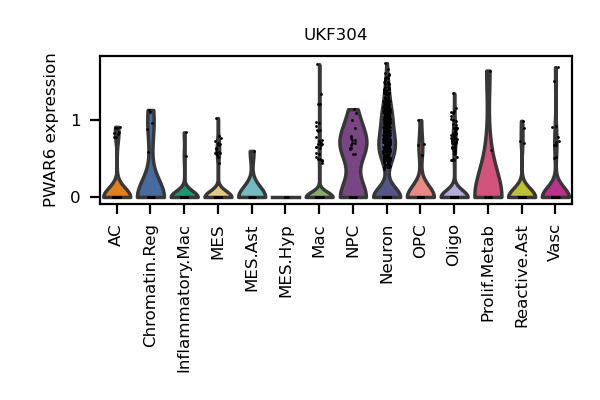 UKF304
PWAR6 expression
1
0
AC
Chromatin.Reg
Inflammatory.Mac
MES
MES.Ast
MES.Hyp
Mac
NPC
Neuron
OPC
Oligo
Prolif.Metab
Reactive.Ast
Vasc